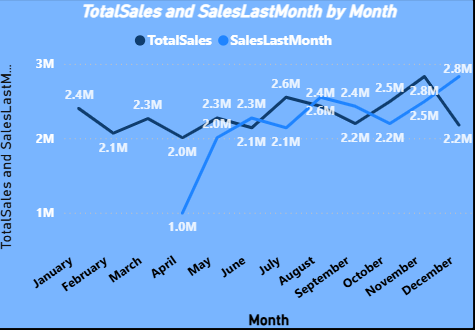 TotalSales and SalesLastMonth by Month
TotalSales SalesLastMonth
TotalSales and SalesLastM...
3M
2M
1M
2.4M
2.1M
2.3M
2.0M
1.0M
2.3M
2.0M
2.3M
2.1M
2.6M
2.1M
2.4M
2.6M
2.4M
2.2M
2.5M
2.2M
2.8M
2.5M
2.8M
2.2M
January
February
March
April
May
June
July
August
September
October
November
December
Month